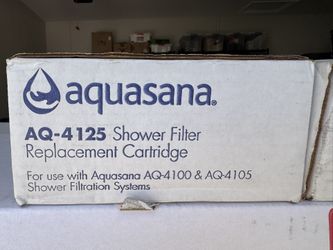 aquasana®
AQ-4125 Shower Filter
Replacement Cartridge
For use with Aquasana AQ-4100 & AQ-4105
Shower Filtration Systems